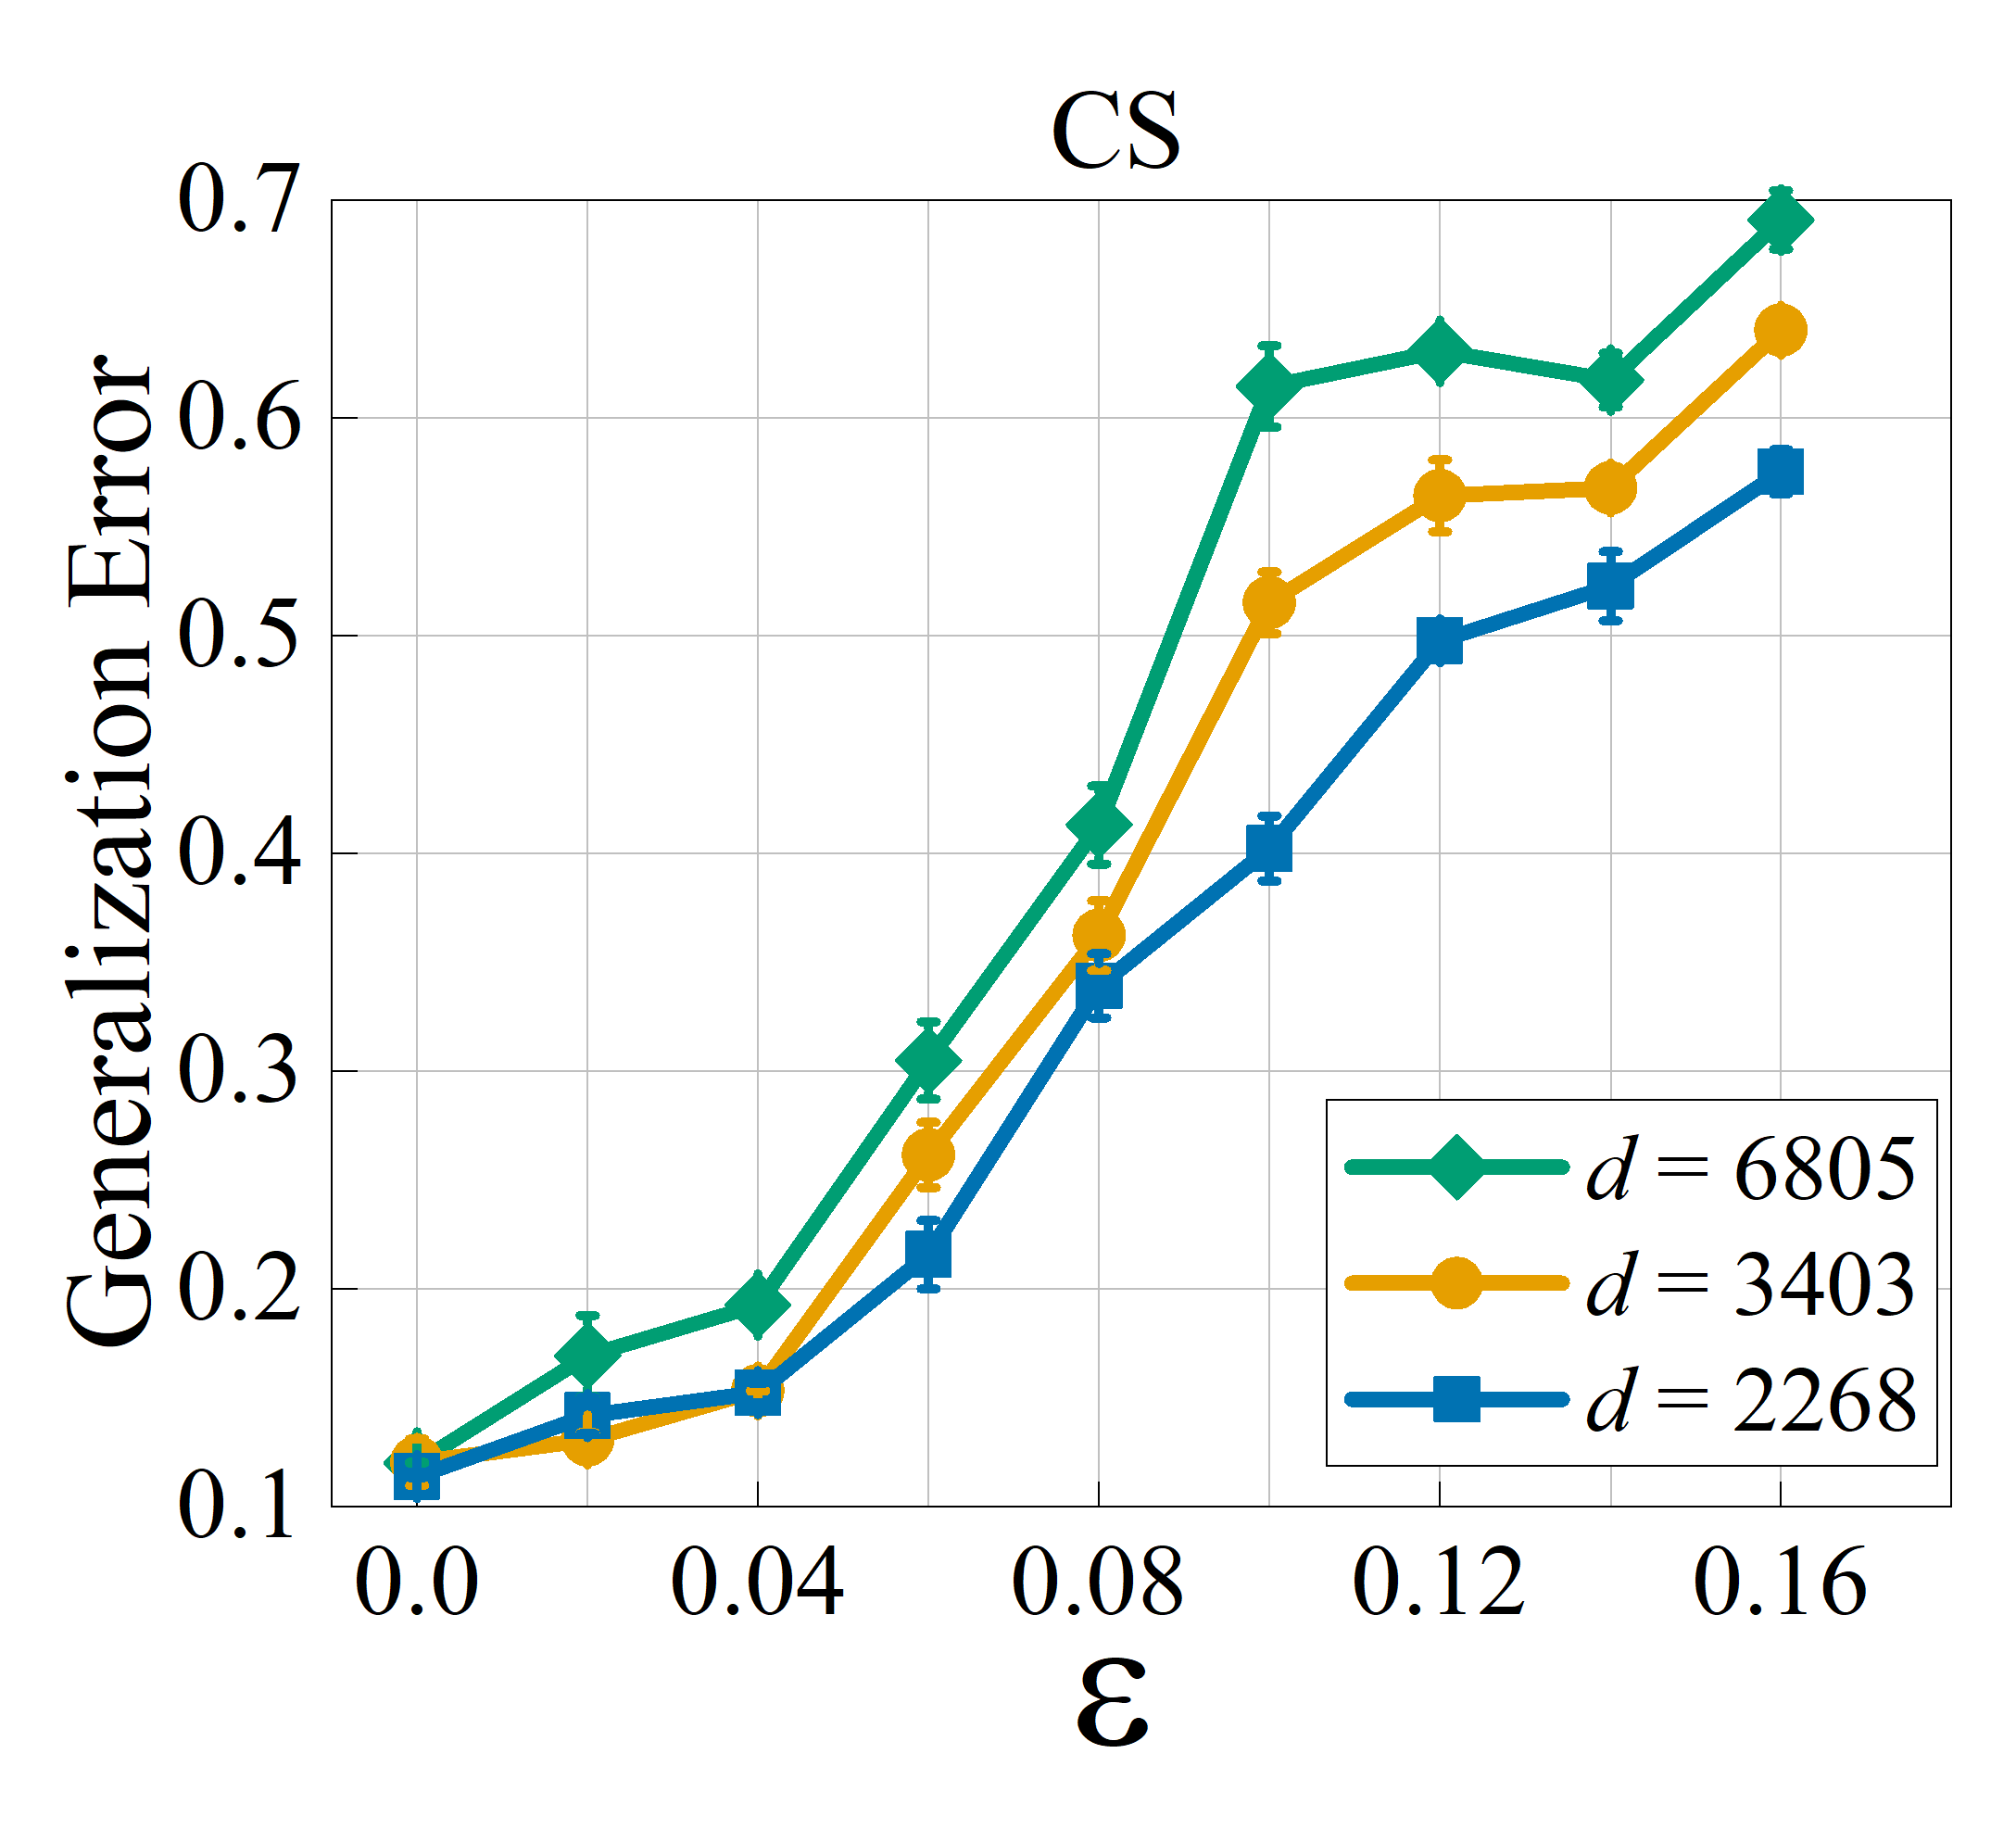 CS
Generalization Error
0.7
0.6
0.5
0.4
0.3
0.2
0.1
0.0 0.04 0.08 0.12 0.16
ε
d = 6805
d = 3403
d = 2268